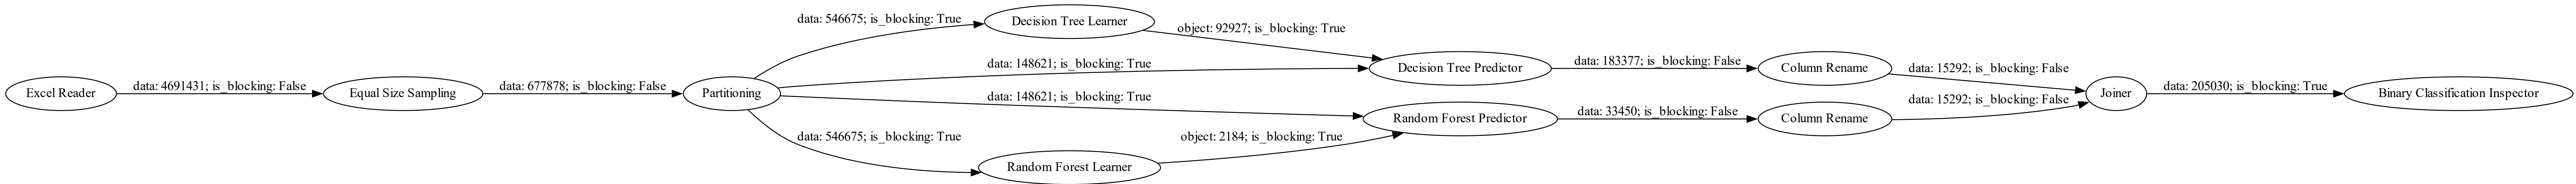 Excel Reader
data: 4691431; is_blocking: False
Equal Size Sampling
data: 677878; is_blocking: False
Partitioning
data: 546675; is_blocking: True
Decision Tree Learner
object: 92927; is_blocking: True
data: 148621; is_blocking: True
Decision Tree Predictor
data: 183377; is_blocking: False
Column Rename
data: 15292; is_blocking: False
data: 148621; is_blocking: True
Random Forest Predictor
data: 33450; is_blocking: False
Column Rename
data: 15292; is_blocking: False
data: 546675; is_blocking: True
Random Forest Learner
object: 2184; is_blocking: True
Joiner
data: 205030; is_blocking: True
Binary Classification Inspector